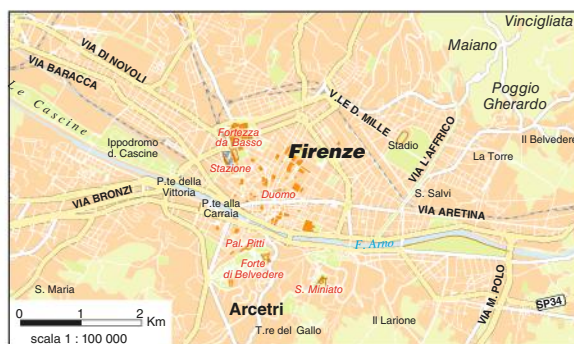 Vincigliata
Maiano
VIA DI NOVOLI
VIA BARACCA
Poggio
Gherardo
Le Cascine
V.LE D. MILLE
VIA L'AFFRICO
Fortezza
da Basso
Ippodromo
d. Cascine
Firenze
Stadio
Il Belvedere
La Torre
Stazione
P.te della
Vittoria
Duomo
S. Salvi
VIA BRONZI
P.te alla
Carraia
VIA ARETINA
Pal. Pitti
F. Arno
Forte
di Belvedere
S. Miniato
VIA M. POLO
S. Maria
Arcetri
SP34
0 1 2 Km
scala 1 : 100 000
T.re del Gallo
Il Larione